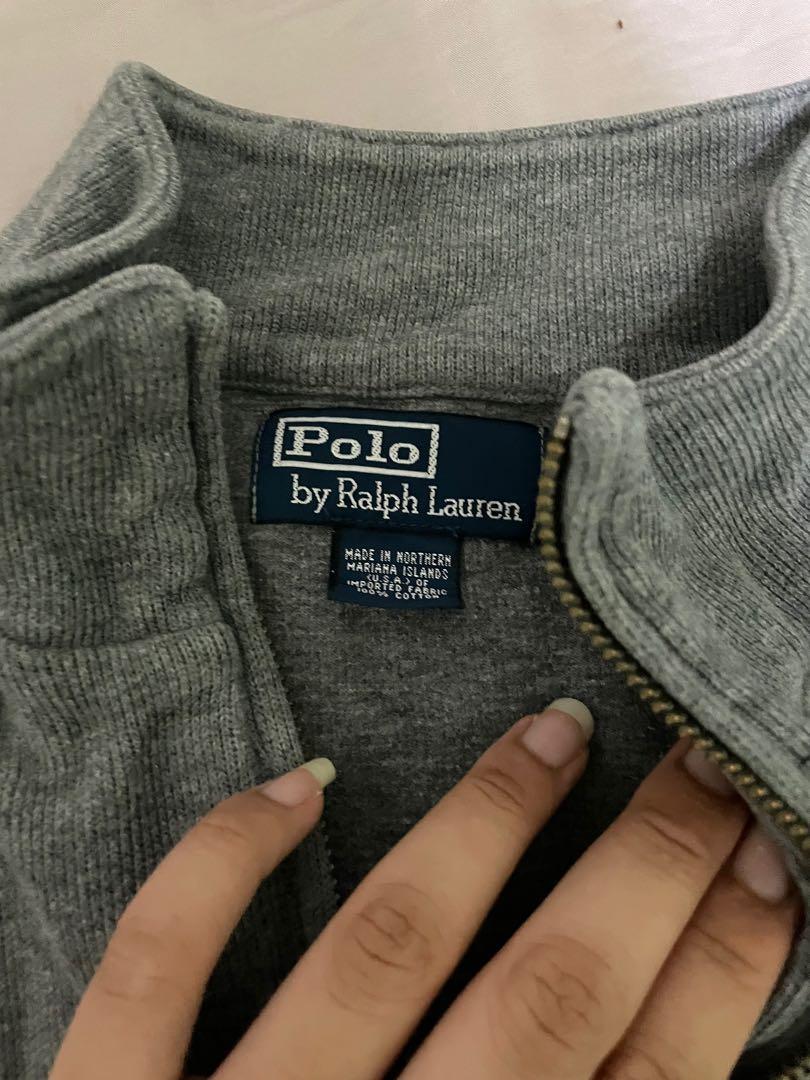 Polo
by Ralph Lauren
MADE IN NORTHERN
MARIANA ISLANDS
(U.S.A.) OF
IMPORTED FABRIC
100% COTTON